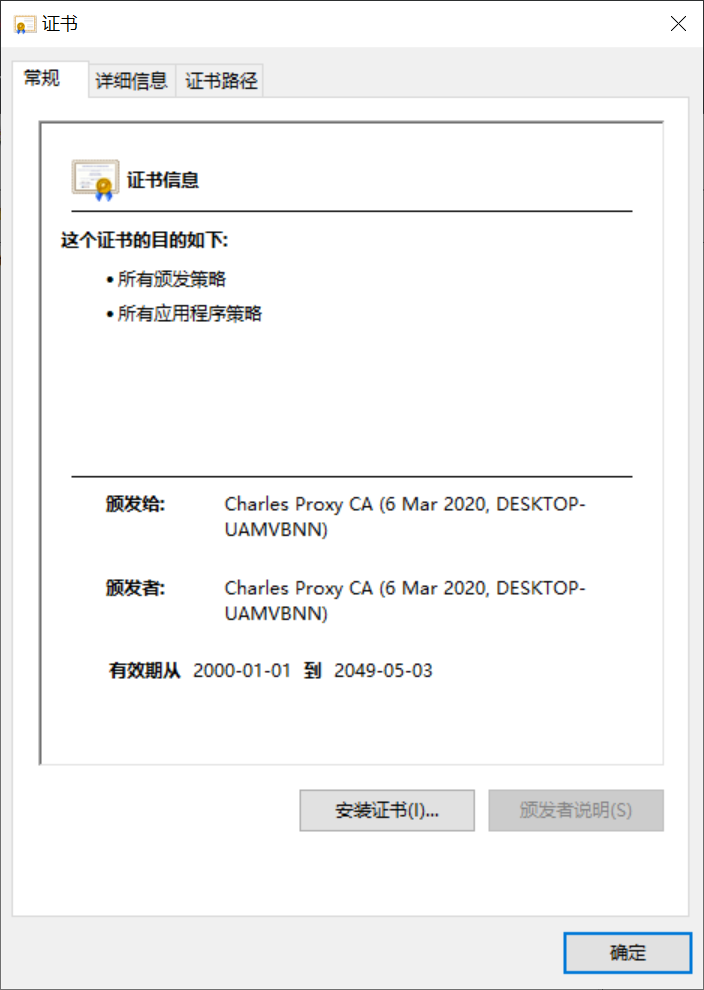 证书
常规
详细信息
证书路径
证书信息
这个证书的目的如下:
• 所有颁发策略
• 所有应用程序策略
颁发给: Charles Proxy CA (6 Mar 2020, DESKTOP-
UAMVBNN)
颁发者: Charles Proxy CA (6 Mar 2020, DESKTOP-
UAMVBNN)
有效期从 2000-01-01 到 2049-05-03
安装证书(I)...
颁发者说明(S)
确定